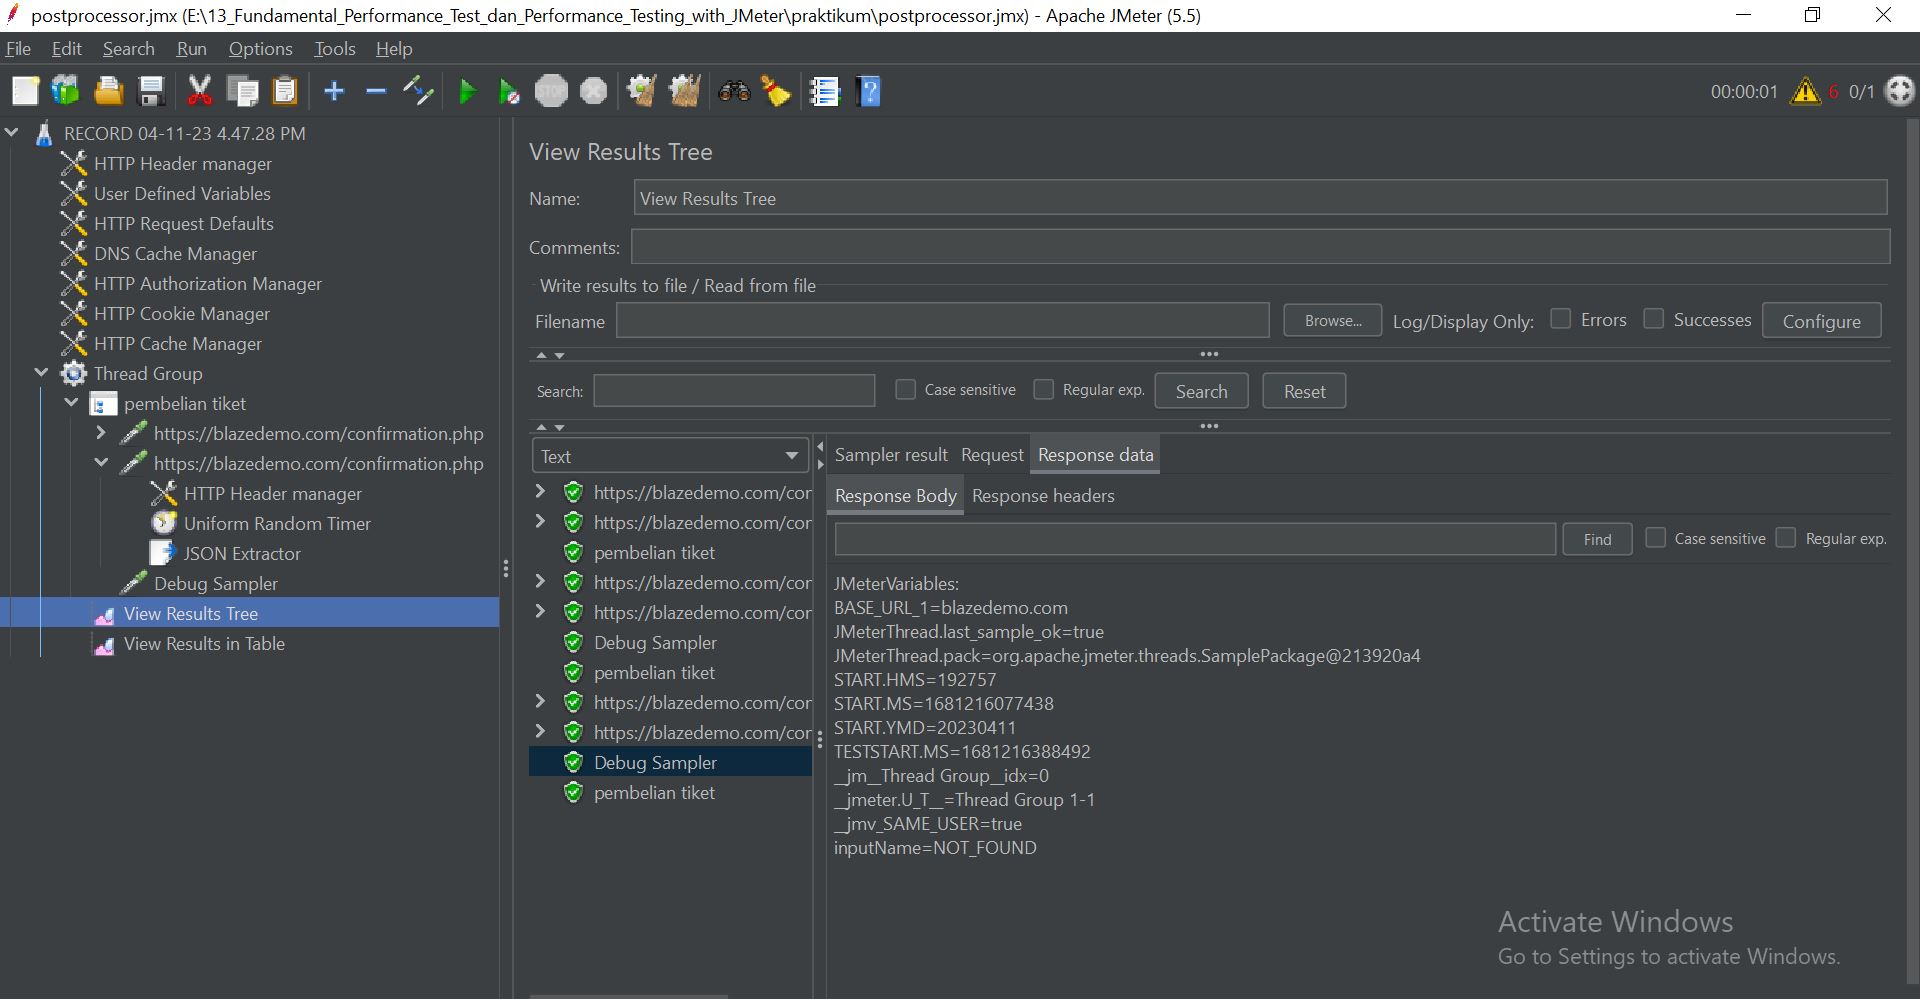 postprocessor.jmx (E:\13_Fundamental_Performance_Test_dan_Performance_Testing_with_JMeter\praktikum\postprocessor.jmx) - Apache JMeter (5.5)
File Edit Search Run Options Tools Help
STOP
00:00:01 6 0/1
RECORD 04-11-23 4.47.28 PM
HTTP Header manager
User Defined Variables
HTTP Request Defaults
DNS Cache Manager
HTTP Authorization Manager
HTTP Cookie Manager
HTTP Cache Manager
Thread Group
pembelian tiket
https://blazedemo.com/confirmation.php
https://blazedemo.com/confirmation.php
HTTP Header manager
Uniform Random Timer
JSON Extractor
Debug Sampler
View Results Tree
View Results in Table
View Results Tree
Name: View Results Tree
Comments:
Write results to file / Read from file
Filename Browse... Log/Display Only: Errors Successes Configure
Search: Case sensitive Regular exp. Search Reset
Text
https://blazedemo.com/cor
https://blazedemo.com/cor
pembelian tiket
https://blazedemo.com/cor
https://blazedemo.com/cor
Debug Sampler
pembelian tiket
https://blazedemo.com/cor
https://blazedemo.com/cor
Debug Sampler
pembelian tiket
Sampler result Request Response data
Response Body Response headers
Find Case sensitive Regular exp.
JMeterVariables:
BASE_URL_1=blazedemo.com
JMeterThread.last_sample_ok=true
JMeterThread.pack=org.apache.jmeter.threads.SamplePackage@213920a4
START.HMS=192757
START.MS=1681216077438
START.YMD=20230411
TESTSTART.MS=1681216388492
__jm__Thread Group__idx=0
__jmeter.U_T__=Thread Group 1-1
__jmv_SAME_USER=true
inputName=NOT_FOUND
Activate Windows
Go to Settings to activate Windows.